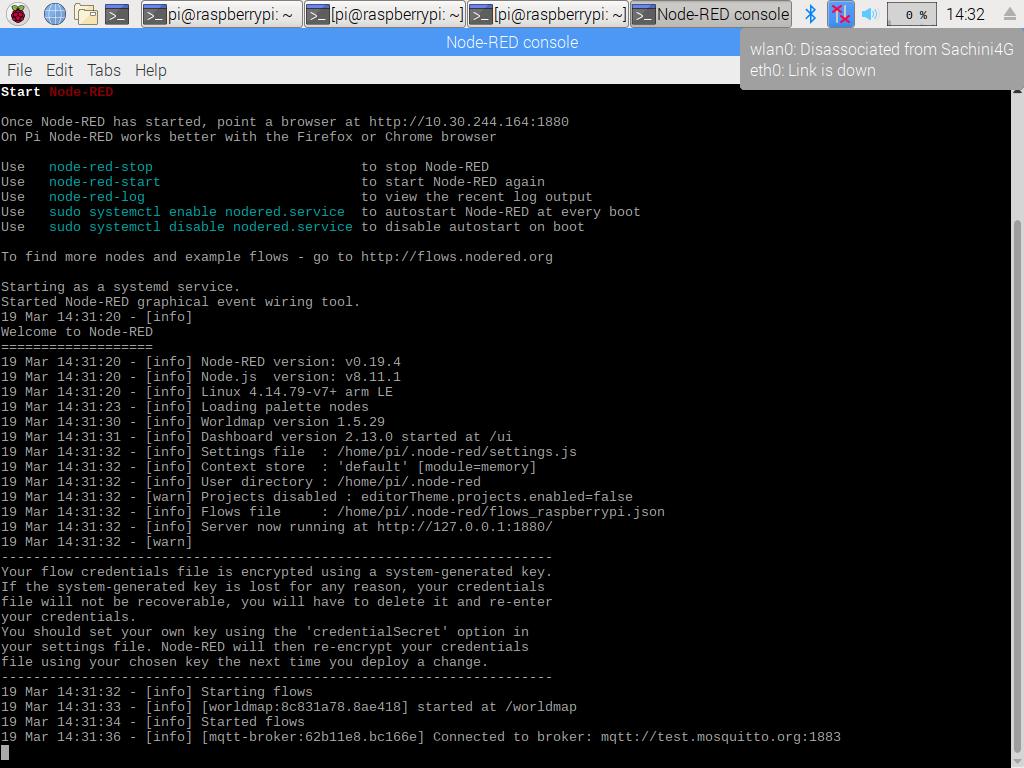 pi@raspberrypi: ~
[pi@raspberrypi: ~]
[pi@raspberrypi: ~]
Node-RED console
0 %
14:32
Node-RED console
wlan0: Disassociated from Sachini4G
eth0: Link is down
File Edit Tabs Help
Start Node-RED
Once Node-RED has started, point a browser at http://10.30.244.164:1880
On Pi Node-RED works better with the Firefox or Chrome browser
Use   node-red-stop                          to stop Node-RED
Use   node-red-start                         to start Node-RED again
Use   node-red-log                           to view the recent log output
Use   sudo systemctl enable nodered.service  to autostart Node-RED at every boot
Use   sudo systemctl disable nodered.service to disable autostart on boot
To find more nodes and example flows - go to http://flows.nodered.org
Starting as a systemd service.
Started Node-RED graphical event wiring tool.
19 Mar 14:31:20 - [info]
Welcome to Node-RED
===================
19 Mar 14:31:20 - [info] Node-RED version: v0.19.4
19 Mar 14:31:20 - [info] Node.js  version: v8.11.1
19 Mar 14:31:20 - [info] Linux 4.14.79-v7+ arm LE
19 Mar 14:31:23 - [info] Loading palette nodes
19 Mar 14:31:30 - [info] Worldmap version 1.5.29
19 Mar 14:31:31 - [info] Dashboard version 2.13.0 started at /ui
19 Mar 14:31:32 - [info] Settings file  : /home/pi/.node-red/settings.js
19 Mar 14:31:32 - [info] Context store  : 'default' [module=memory]
19 Mar 14:31:32 - [info] User directory : /home/pi/.node-red
19 Mar 14:31:32 - [warn] Projects disabled : editorTheme.projects.enabled=false
19 Mar 14:31:32 - [info] Flows file     : /home/pi/.node-red/flows_raspberrypi.json
19 Mar 14:31:32 - [info] Server now running at http://127.0.0.1:1880/
19 Mar 14:31:32 - [warn]
---------------------------------------------------------------------
Your flow credentials file is encrypted using a system-generated key.
If the system-generated key is lost for any reason, your credentials
file will not be recoverable, you will have to delete it and re-enter
your credentials.
You should set your own key using the 'credentialSecret' option in
your settings file. Node-RED will then re-encrypt your credentials
file using your chosen key the next time you deploy a change.
---------------------------------------------------------------------
19 Mar 14:31:32 - [info] Starting flows
19 Mar 14:31:33 - [info] [worldmap:8c831a78.8ae418] started at /worldmap
19 Mar 14:31:34 - [info] Started flows
19 Mar 14:31:36 - [info] [mqtt-broker:62b11e8.bc166e] Connected to broker: mqtt://test.mosquitto.org:1883